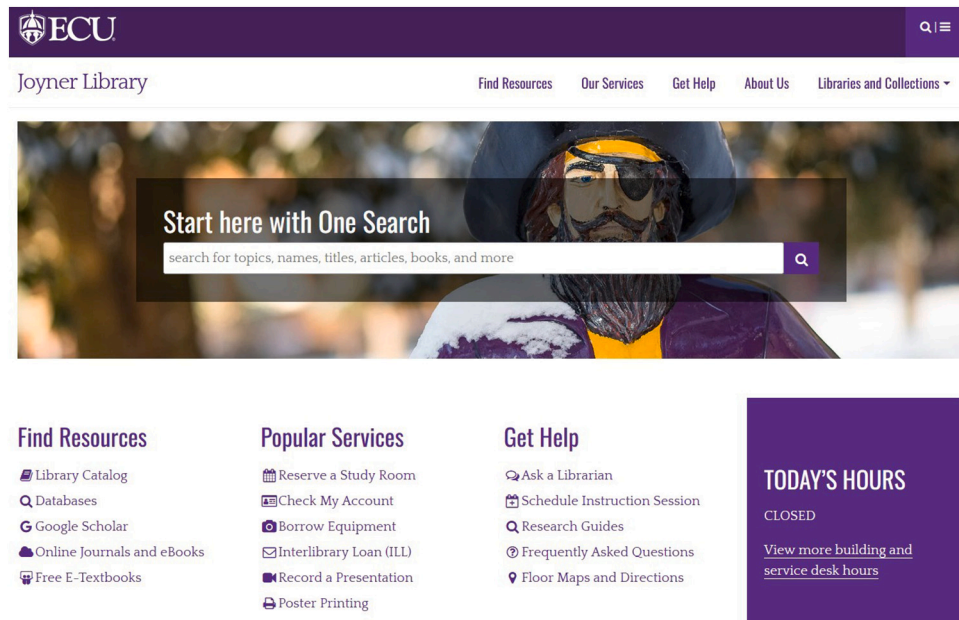 ECU
Joyner Library
Find Resources Our Services Get Help About Us Libraries and Collections
Start here with One Search
search for topics, names, titles, articles, books, and more
Find Resources
Library Catalog
Databases
Google Scholar
Online Journals and eBooks
Free E-Textbooks
Popular Services
Reserve a Study Room
Check My Account
Borrow Equipment
Interlibrary Loan (ILL)
Record a Presentation
Poster Printing
Get Help
Ask a Librarian
Schedule Instruction Session
Research Guides
Frequently Asked Questions
Floor Maps and Directions
TODAY'S HOURS
CLOSED
View more building and
service desk hours